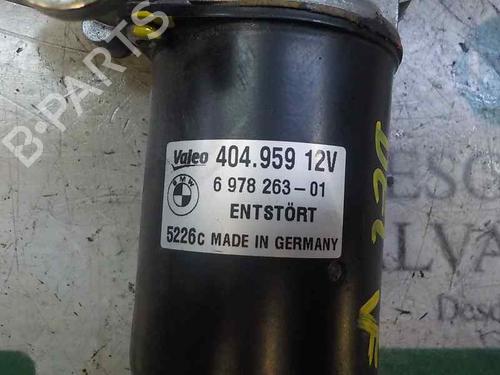 B-PARTS
Valeo 404.959 12V
BMW
6 978 263-01
ENTSTÖRT
5226c MADE IN GERMANY